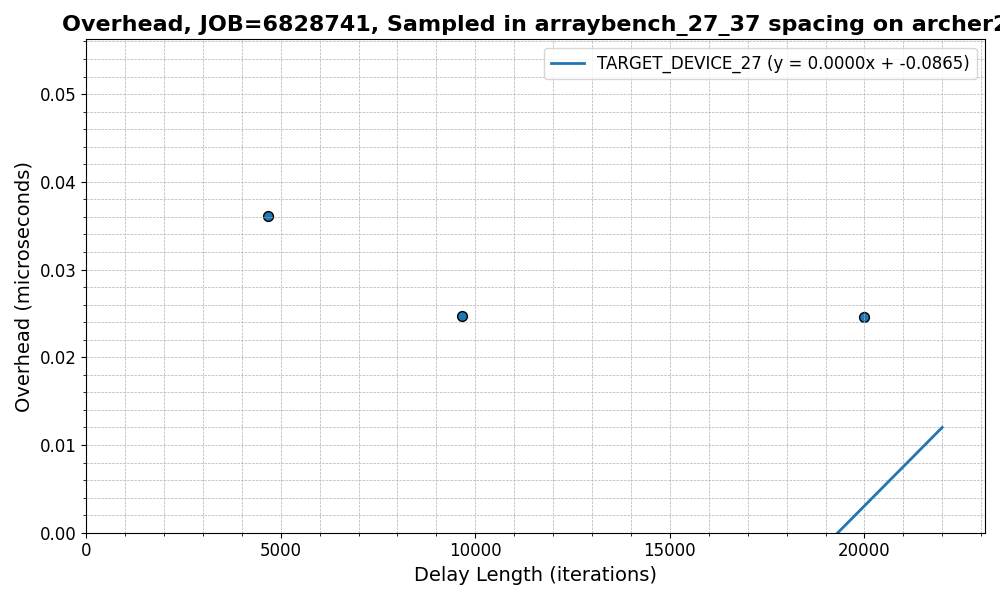 Overhead, JOB=6828741, Sampled in arraybench_27_37 spacing on archer2
TARGET_DEVICE_27 (y = 0.0000x + -0.0865)
Overhead (microseconds)
0.05
0.04
0.03
0.02
0.01
0.00
0 5000 10000 15000 20000
Delay Length (iterations)